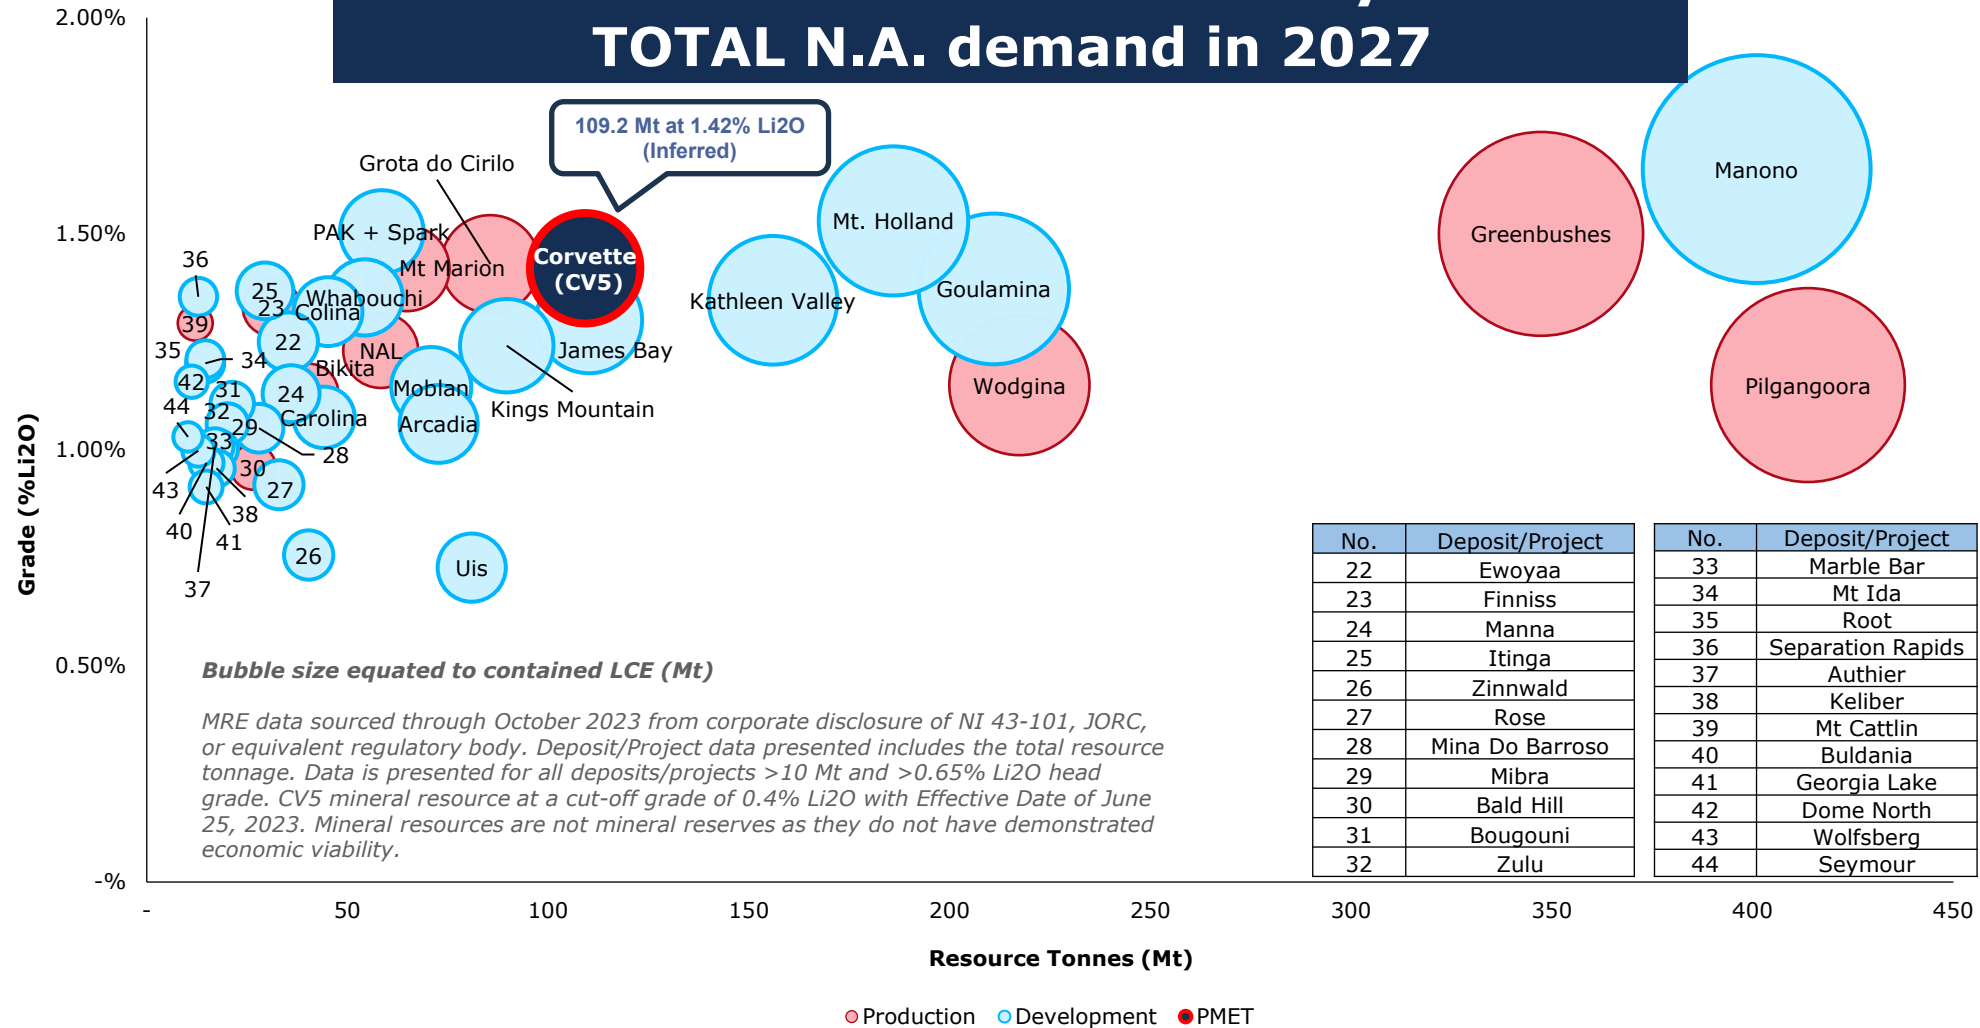 TOTAL N.A. demand in 2027
2.00%
1.50%
1.00%
0.50%
-%
Grade (%Li2O)
109.2 Mt at 1.42% Li2O
(Inferred)
Grota do Cirilo
PAK + Spark
Mt Marion
Corvette
(CV5)
Mt. Holland
Goulamina
Kathleen Valley
Greenbushes
Manono
Wodgina
Pilgangoora
Whabouchi
Colina
NAL
Bikita
Moblan
Arcadia
Carolina
James Bay
Kings Mountain
Uis
36
25
23
39
22
35
34
42
31
24
44
32
29
33
28
30
27
43
38
40
41
26
37
Bubble size equated to contained LCE (Mt)
MRE data sourced through October 2023 from corporate disclosure of NI 43-101, JORC,
or equivalent regulatory body. Deposit/Project data presented includes the total resource
tonnage. Data is presented for all deposits/projects >10 Mt and >0.65% Li2O head
grade. CV5 mineral resource at a cut-off grade of 0.4% Li2O with Effective Date of June
25, 2023. Mineral resources are not mineral reserves as they do not have demonstrated
economic viability.
No. Deposit/Project
22 Ewoyaa
23 Finniss
24 Manna
25 Itinga
26 Zinnwald
27 Rose
28 Mina Do Barroso
29 Mibra
30 Bald Hill
31 Bougouni
32 Zulu
No. Deposit/Project
33 Marble Bar
34 Mt Ida
35 Root
36 Separation Rapids
37 Authier
38 Keliber
39 Mt Cattlin
40 Buldania
41 Georgia Lake
42 Dome North
43 Wolfsberg
44 Seymour
- 50 100 150 200 250 300 350 400 450
Resource Tonnes (Mt)
Production Development PMET